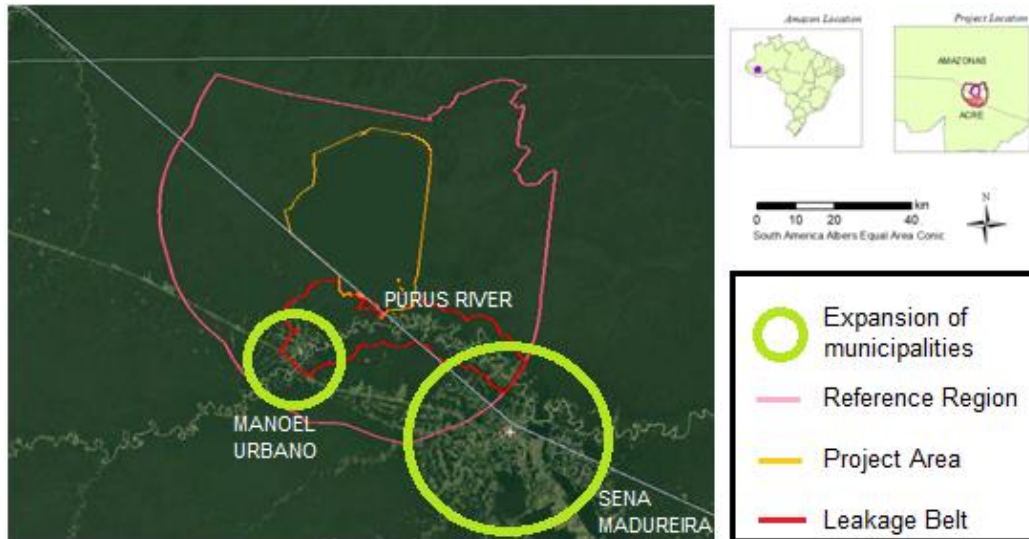 PURUS RIVER
MANOEL
URBANO
SENA
MADUREIRA
Amazon Location
Project Location
AMAZONAS
ACRE
km
0 10 20 40
South America Albers Equal Area Conic
N
Expansion of
municipalities
Reference Region
Project Area
Leakage Belt